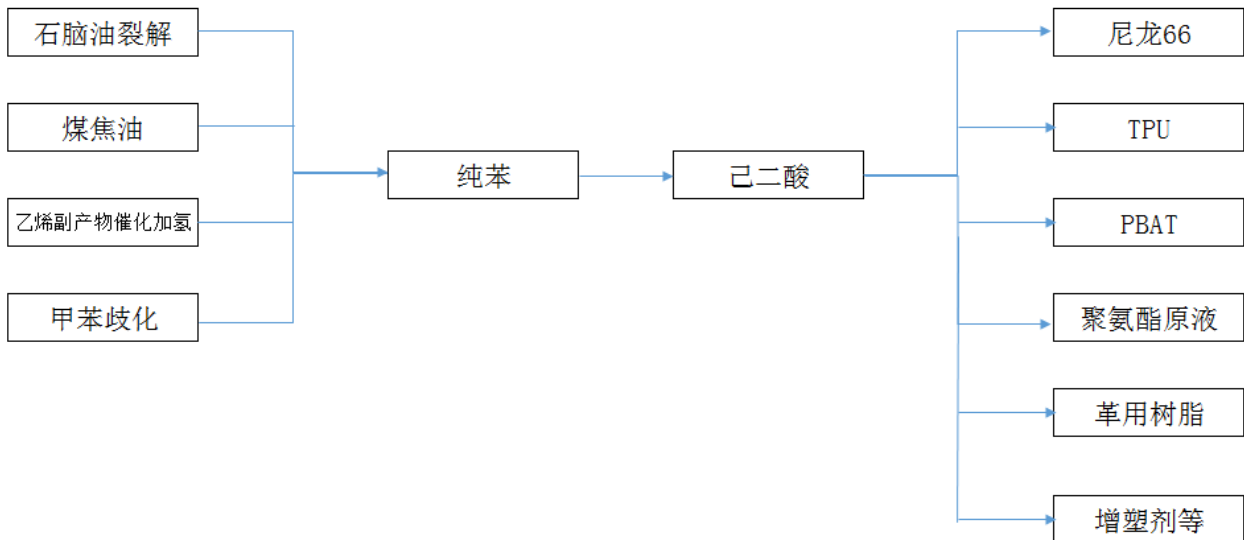 石脑油裂解
煤焦油
乙烯副产物催化加氢
甲苯歧化
纯苯
己二酸
尼龙66
TPU
PBAT
聚氨酯原液
革用树脂
增塑剂等